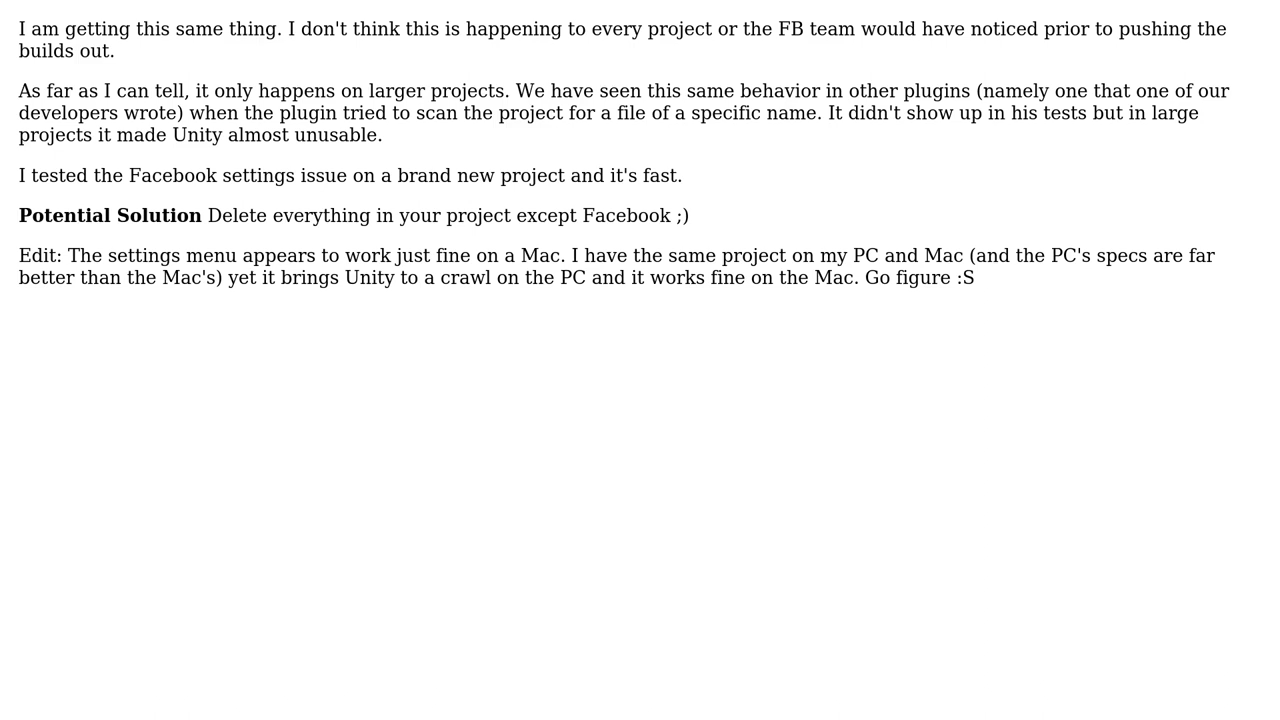 I am getting this same thing. I don't think this is happening to every project or the FB team would have noticed prior to pushing the
builds out.
As far as I can tell, it only happens on larger projects. We have seen this same behavior in other plugins (namely one that one of our
developers wrote) when the plugin tried to scan the project for a file of a specific name. It didn't show up in his tests but in large
projects it made Unity almost unusable.
I tested the Facebook settings issue on a brand new project and it's fast.
Potential Solution Delete everything in your project except Facebook ;)
Edit: The settings menu appears to work just fine on a Mac. I have the same project on my PC and Mac (and the PC's specs are far
better than the Mac's) yet it brings Unity to a crawl on the PC and it works fine on the Mac. Go figure :S